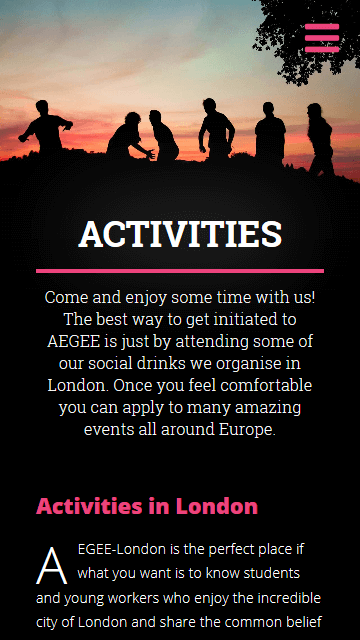 ACTIVITIES
Come and enjoy some time with us!
The best way to get initiated to
AEGEE is just by attending some of
our social drinks we organise in
London. Once you feel comfortable
you can apply to many amazing
events all around Europe.
Activities in London
AEGEE-London is the perfect place if
what you want is to know students
and young workers who enjoy the incredible
city of London and share the common belief